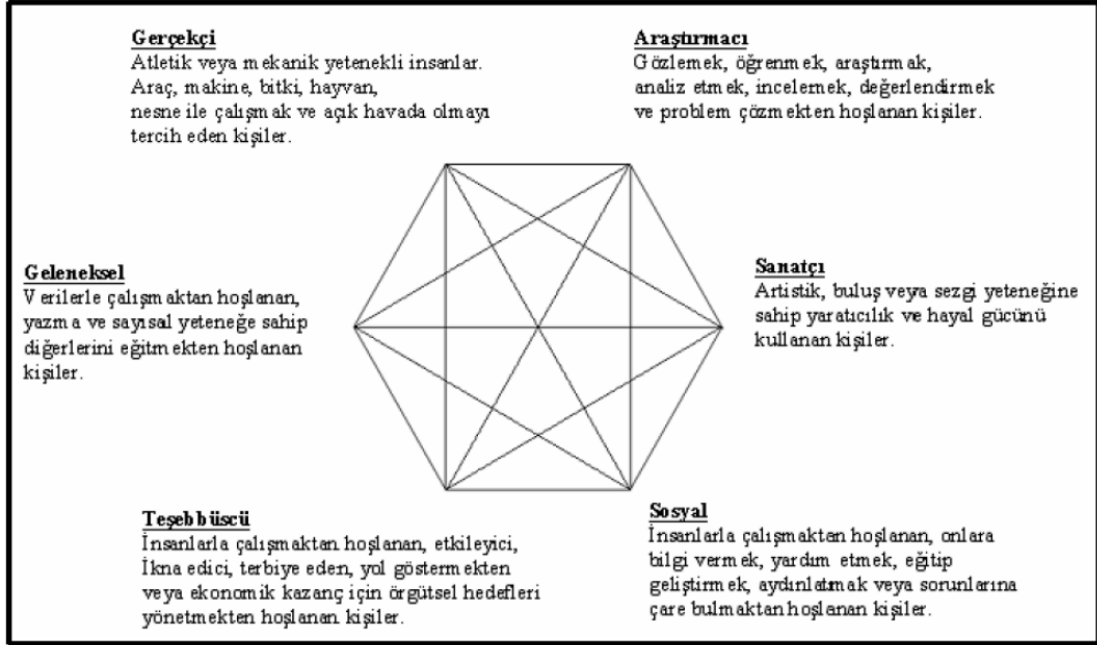 Gerçekçi
Atletik veya mekanik yetenekli insanlar.
Araç, makine, bitki, hayvan,
nesne ile çalışmak ve açık havada olmayı
tercih eden kişiler.
Araştırmacı
Gözlemek, öğrenmek, araştırmak,
analiz etmek, incelemek, değerlendirmek
ve problem çözmekten hoşlanan kişiler.
Geleneksel
Verilerle çalışmaktan hoşlanan,
yazma ve sayısal yeteneğe sahip
diğerlerini eğitmekten hoşlanan
kişiler.
Sanatçı
Artistik, buluş veya sezgi yeteneğine
sahip yaratıcılık ve hayal gücünü
kullanan kişiler.
Teşebbüscü
İnsanlarla çalışmaktan hoşlanan, etkileyici,
İkna edici, terbiye eden, yol göstermekten
veya ekonomik kazanç için örgütsel hedefleri
yönetmekten hoşlanan kişiler.
Sosyal
İnsanlarla çalışmaktan hoşlanan, onlara
bilgi vermek, yardım etmek, eğitip
geliştirmek, aydınlatmak veya sorunlarına
çare bulmaktan hoşlanan kişiler.